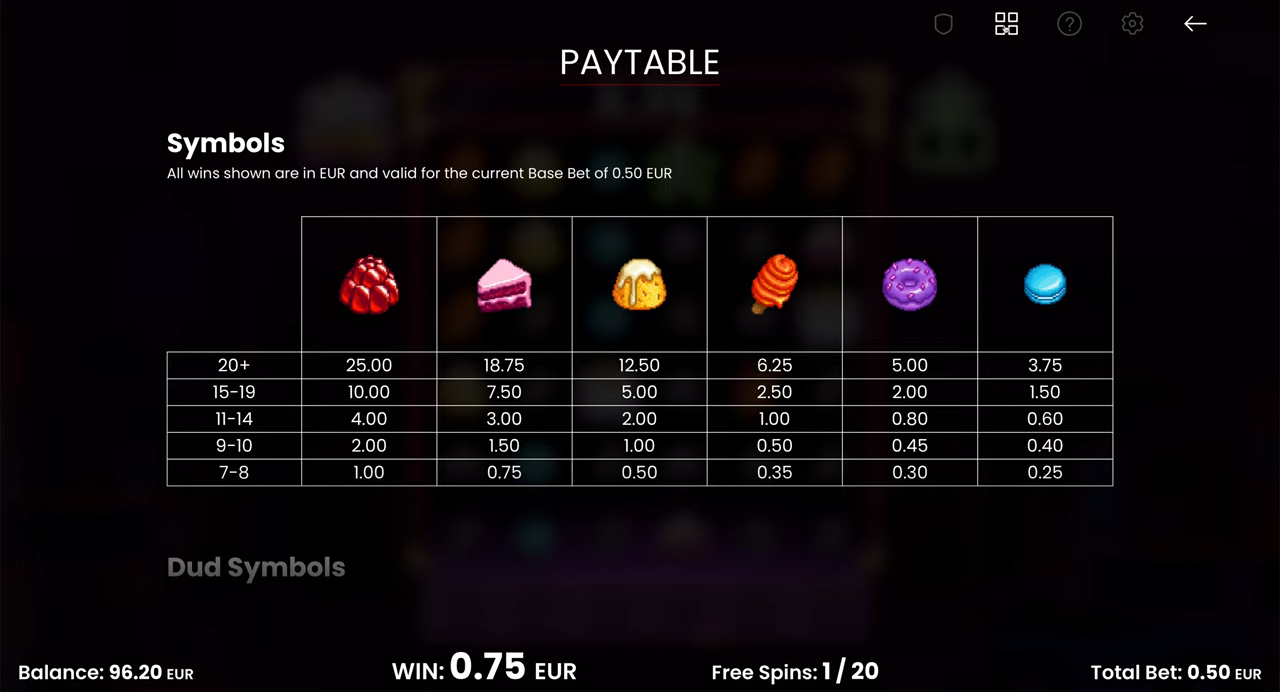 PAYTABLE
Symbols
All wins shown are in EUR and valid for the current Base Bet of 0.50 EUR
20+ 25.00 18.75 12.50 6.25 5.00 3.75
15-19 10.00 7.50 5.00 2.50 2.00 1.50
11-14 4.00 3.00 2.00 1.00 0.80 0.60
9-10 2.00 1.50 1.00 0.50 0.45 0.40
7-8 1.00 0.75 0.50 0.35 0.30 0.25
Dud Symbols
Balance: 96.20 EUR WIN: 0.75 EUR Free Spins: 1 / 20 Total Bet: 0.50 EUR